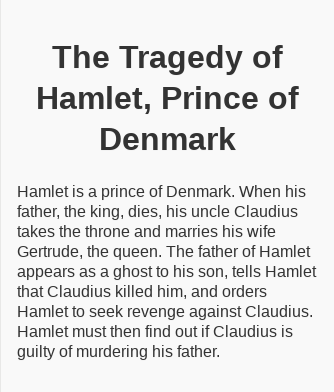 The Tragedy of
Hamlet, Prince of
Denmark
Hamlet is a prince of Denmark. When his
father, the king, dies, his uncle Claudius
takes the throne and marries his wife
Gertrude, the queen. The father of Hamlet
appears as a ghost to his son, tells Hamlet
that Claudius killed him, and orders
Hamlet to seek revenge against Claudius.
Hamlet must then find out if Claudius is
guilty of murdering his father.